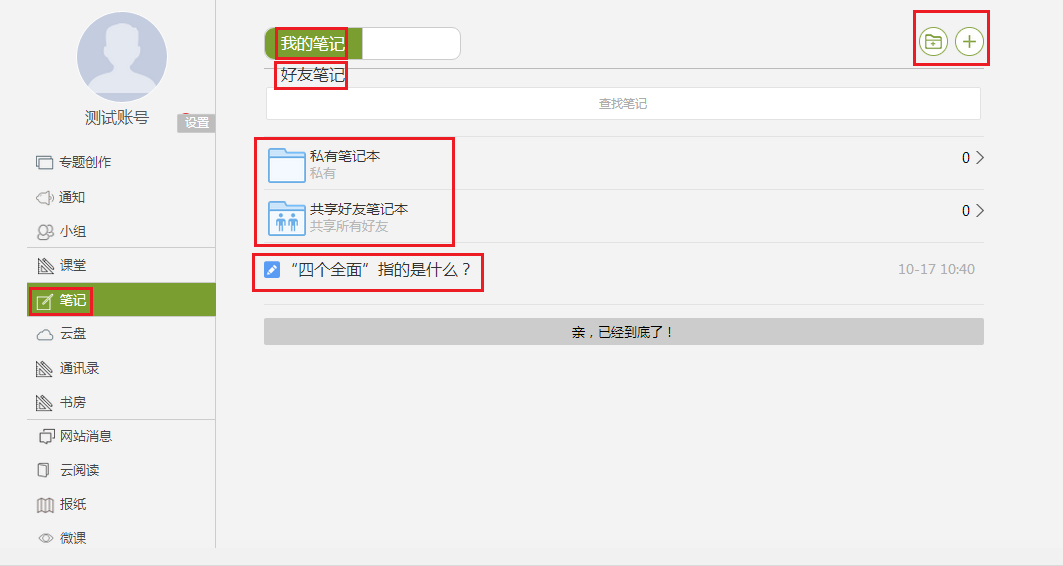 测试账号
设置
专题创作
通知
小组
课堂
笔记
云盘
通讯录
书房
网站消息
云阅读
报纸
微课
我的笔记
好友笔记
查找笔记
私有笔记本
私有
0
共享好友笔记本
共享所有好友
0
“四个全面”指的是什么？
10-17 10:40
亲，已经到底了！